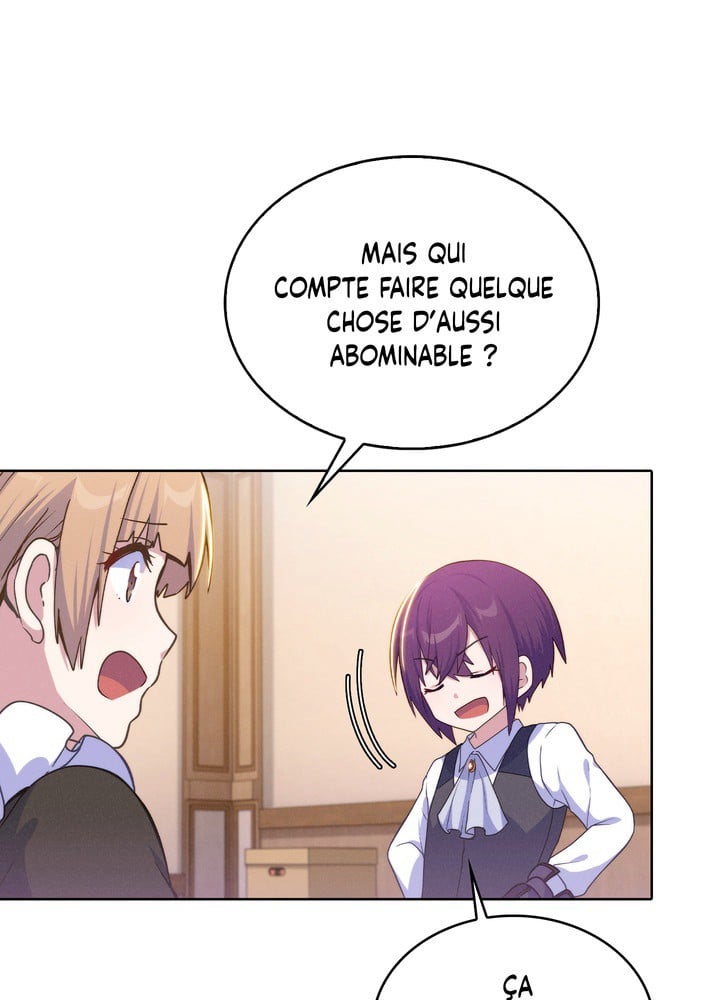 MAIS QUI
COMPTE FAIRE QUELQUE
CHOSE D'AUSSI
ABOMINABLE ?
ÇA